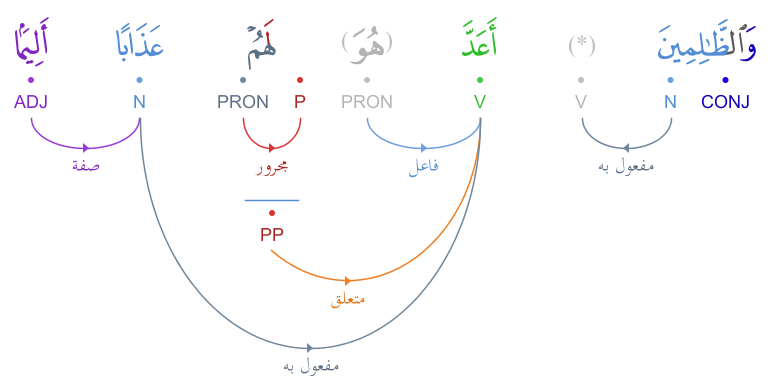 وَٱلظَّٰلِمِينَ (*) أَعَدَّ (هُوَ) لَهُمْ عَذَابًا أَلِيمًۢا
CONJ N V V PRON P PRON N ADJ
مفعول به فاعل مجرور صفة
PP
متعلق
مفعول به